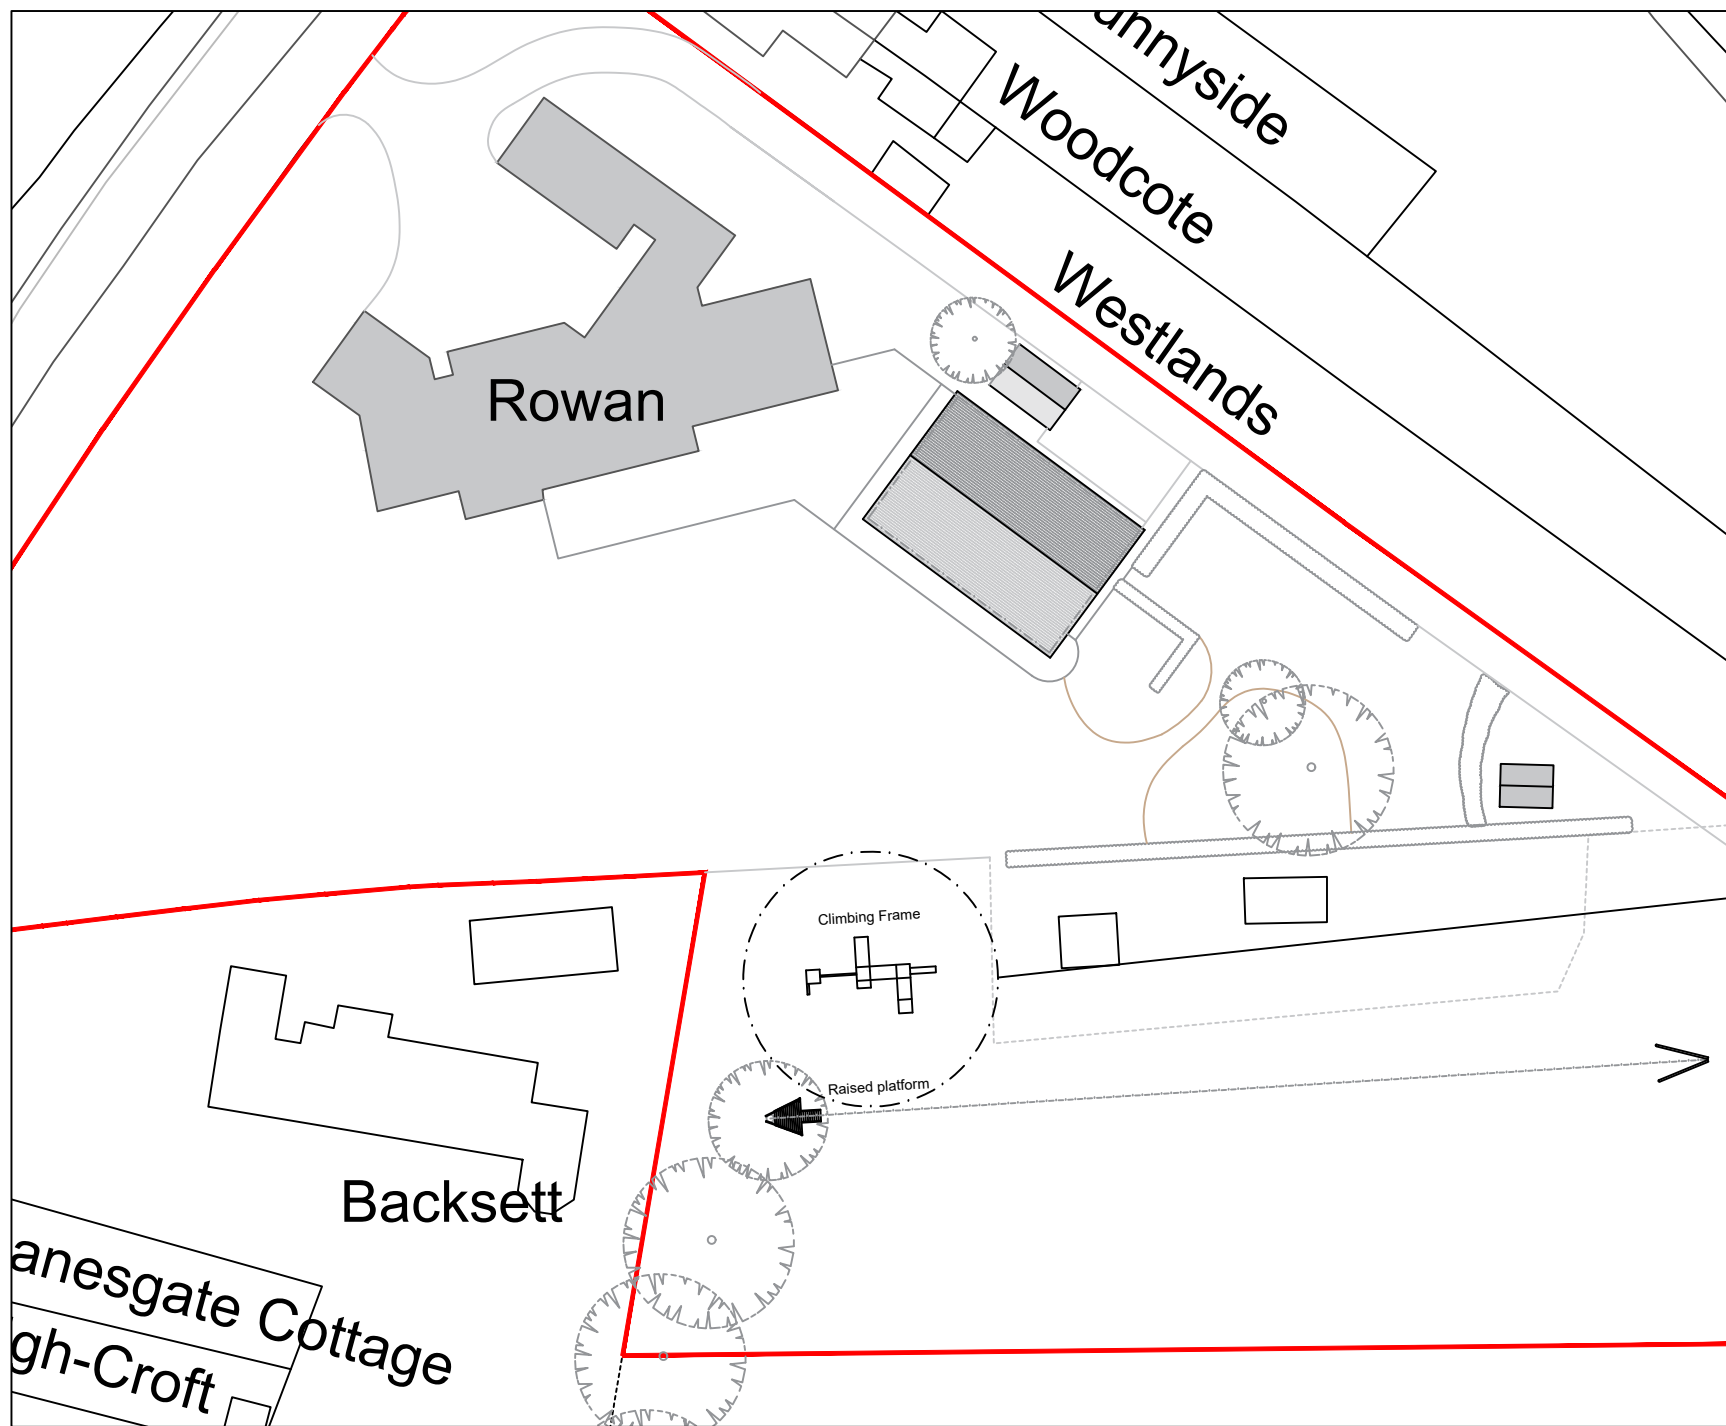 unnyside
Woodcote
Westlands
Rowan
Climbing Frame
Raised platform
Backsett
anesgate Cottage
gh-Croft